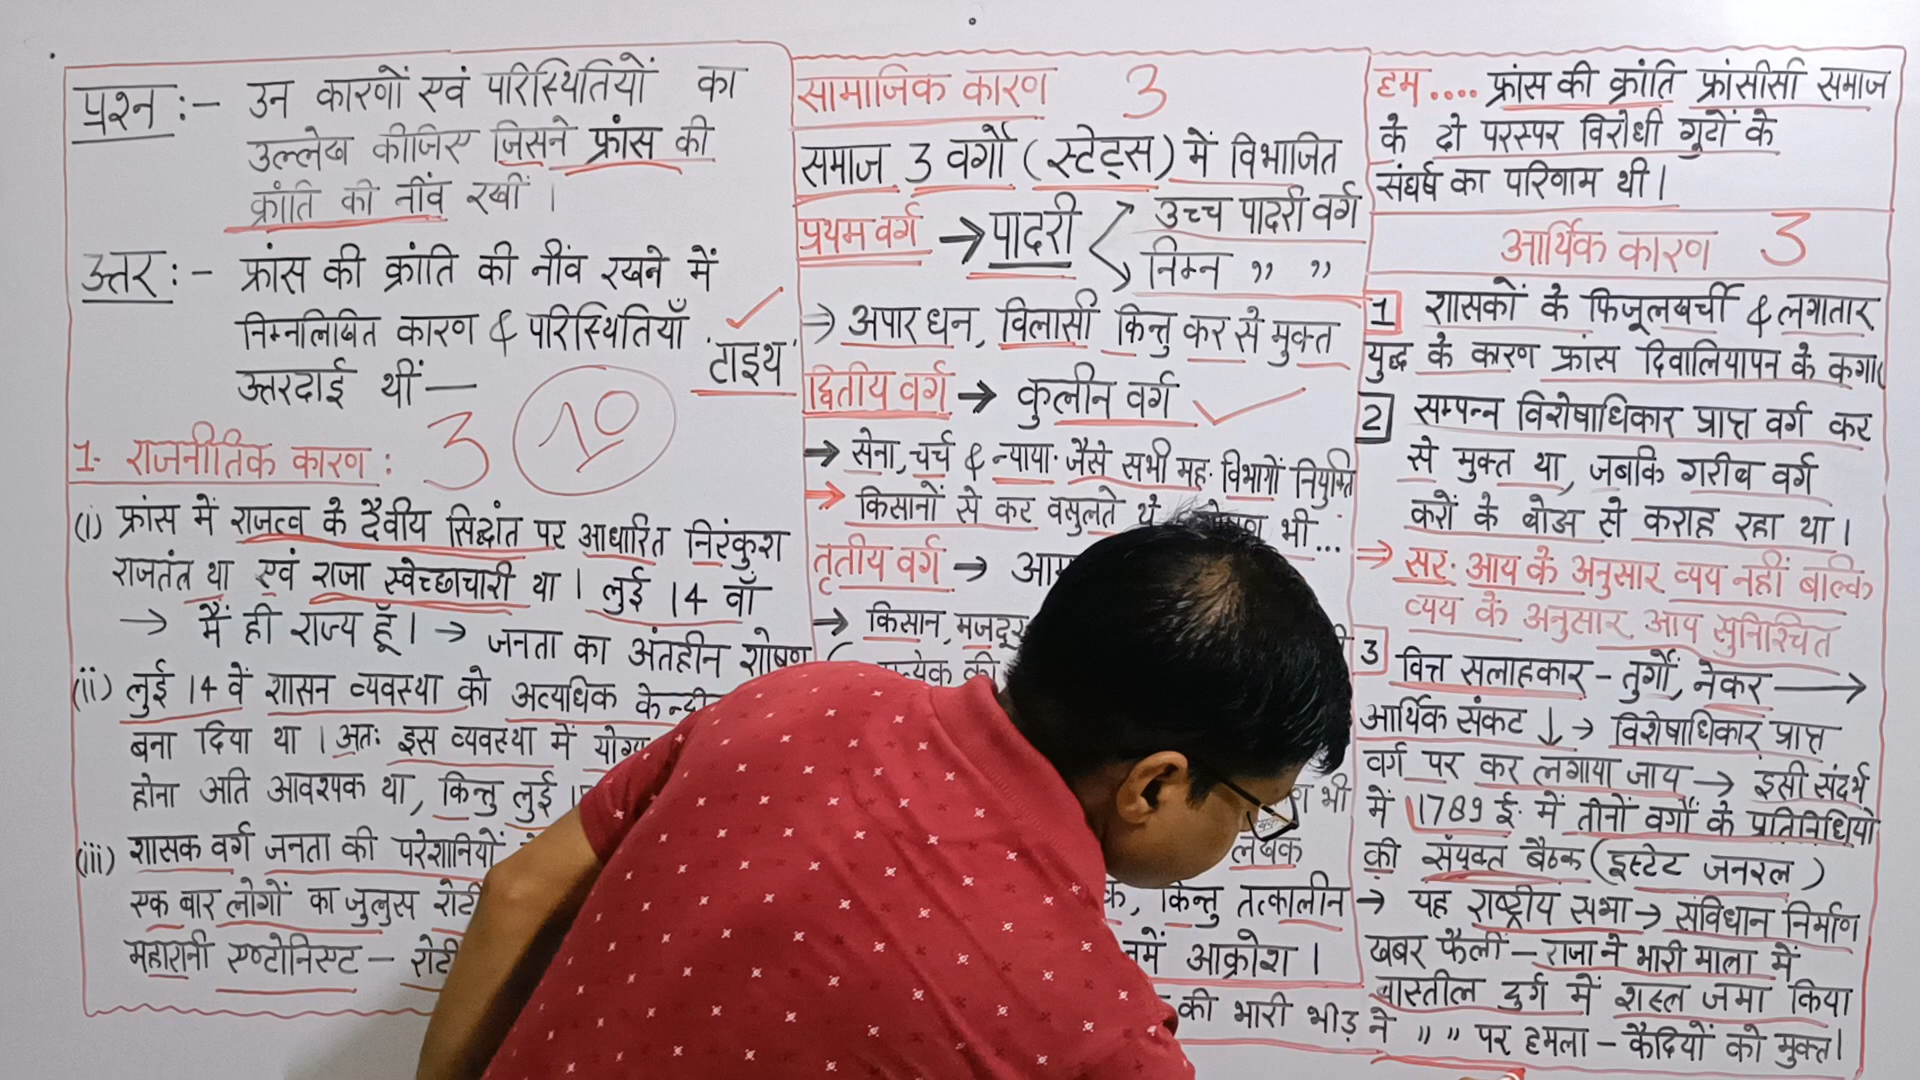 प्रश्न :- उन कारणों एवं परिस्थितियों का
उल्लेख कीजिए जिसने फ्रांस की
क्रांति की नींव रखीं ।
उत्तर :- फ्रांस की क्रांति की नींव रखने में
निम्नलिखित कारण & परिस्थितियाँ
उत्तरदाई थीं —
टाइथ
10
1. राजनीतिक कारण : 3
(i) फ्रांस में राजत्व के दैवीय सिद्धांत पर आधारित निरंकुश
राजतंत्र था एवं राजा स्वेच्छाचारी था । लुई 14 वाँ
→ मैं ही राज्य हूँ । → जनता का अंतहीन शोषण
(ii) लुई 14 वें शासन व्यवस्था को अत्यधिक
बना दिया था । अतः इस व्यवस्था में
होना अति आवश्यक था, किन्तु लुई
(iii) शासक वर्ग जनता की परेशानियों
एक बार लोगों का जुलुस
महारानी एण्टोनिएट —
सामाजिक कारण 3
समाज 3 वर्गों (स्टेट्स) में विभाजित
प्रथम वर्ग → पादरी उच्च पादरी वर्ग
निम्न ,, ,,
→ अपार धन, विलासी किन्तु कर से मुक्त
द्वितीय वर्ग → कुलीन वर्ग
→ सेना, चर्च & न्याया. जैसे सभी मह. विभागों नियुक्ति
→ किसानों से कर वसुलते भी...
तृतीय वर्ग →
→ किसान, मजदूर
की
भी
लेखक
किन्तु तत्कालीन
आक्रोश ।
की भारी भीड़ ने ,, ,, पर हमला – कैदियों को मुक्त ।
हम.... फ्रांस की क्रांति फ्रांसीसी समाज
के दो परस्पर विरोधी गुटों के
संघर्ष का परिणाम थी ।
आर्थिक कारण 3
1 शासकों के फिजूलखर्ची & लगातार
युद्ध के कारण फ्रांस दिवालियापन के कगार
2 सम्पन्न विशेषाधिकार प्राप्त वर्ग कर
से मुक्त था, जबकि गरीब वर्ग
करों के बोझ से कराह रहा था ।
→ सर. आय के अनुसार व्यय नहीं बल्कि
व्यय के अनुसार आय सुनिश्चित
3 वित्त सलाहकार – तुर्गो, नेकर →
आर्थिक संकट ↓ → विशेषाधिकार प्राप्त
वर्ग पर कर लगाया जाय → इसी संदर्भ
में 1789 ई. में तीनों वर्गों के प्रतिनिधियों
की संयुक्त बैठक (इस्टेट जनरल)
→ यह राष्ट्रीय सभा → संविधान निर्माण
खबर फैली – राजा ने भारी मात्रा में
बास्तील दुर्ग में शस्त्र जमा किया